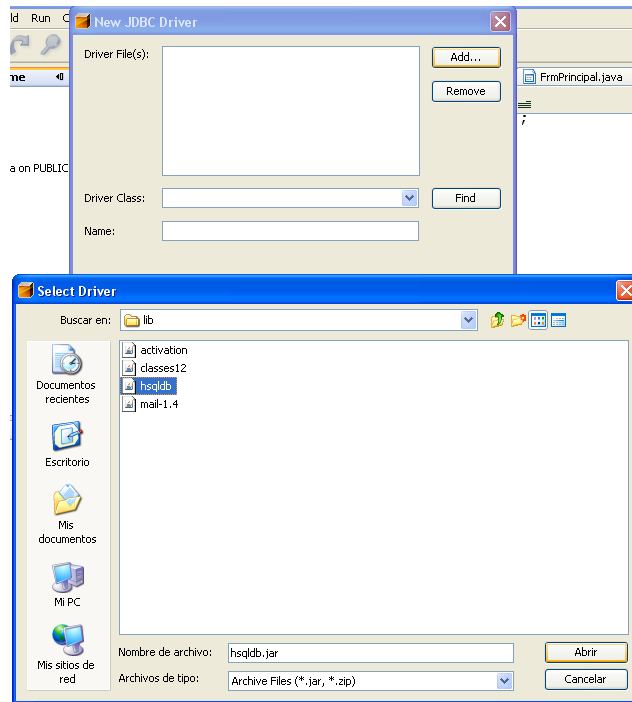 ld Run C
New JDBC Driver
me
FrmPrincipal.java
Driver File(s):
Add...
Remove
;
a on PUBLIC
Driver Class:
Find
Name:
Select Driver
Buscar en:
lib
activation
classes12
hsqldb
mail-1.4
Documentos
recientes
Escritorio
Mis
documentos
Mi PC
Mis sitios de
red
Nombre de archivo:
hsqldb.jar
Abrir
Archivos de tipo:
Archive Files (*.jar, *.zip)
Cancelar